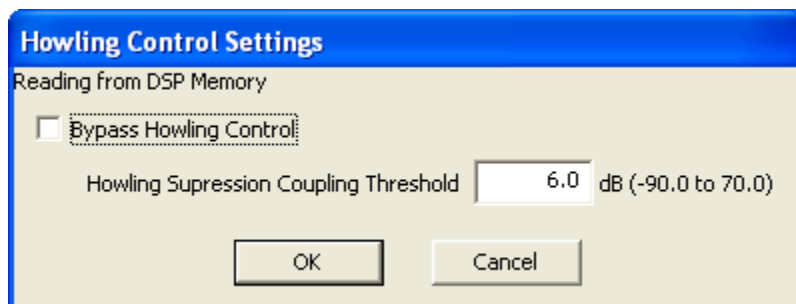 Howling Control Settings
Reading from DSP Memory
Bypass Howling Control
Howling Supression Coupling Threshold 6.0 dB (-90.0 to 70.0)
OK Cancel